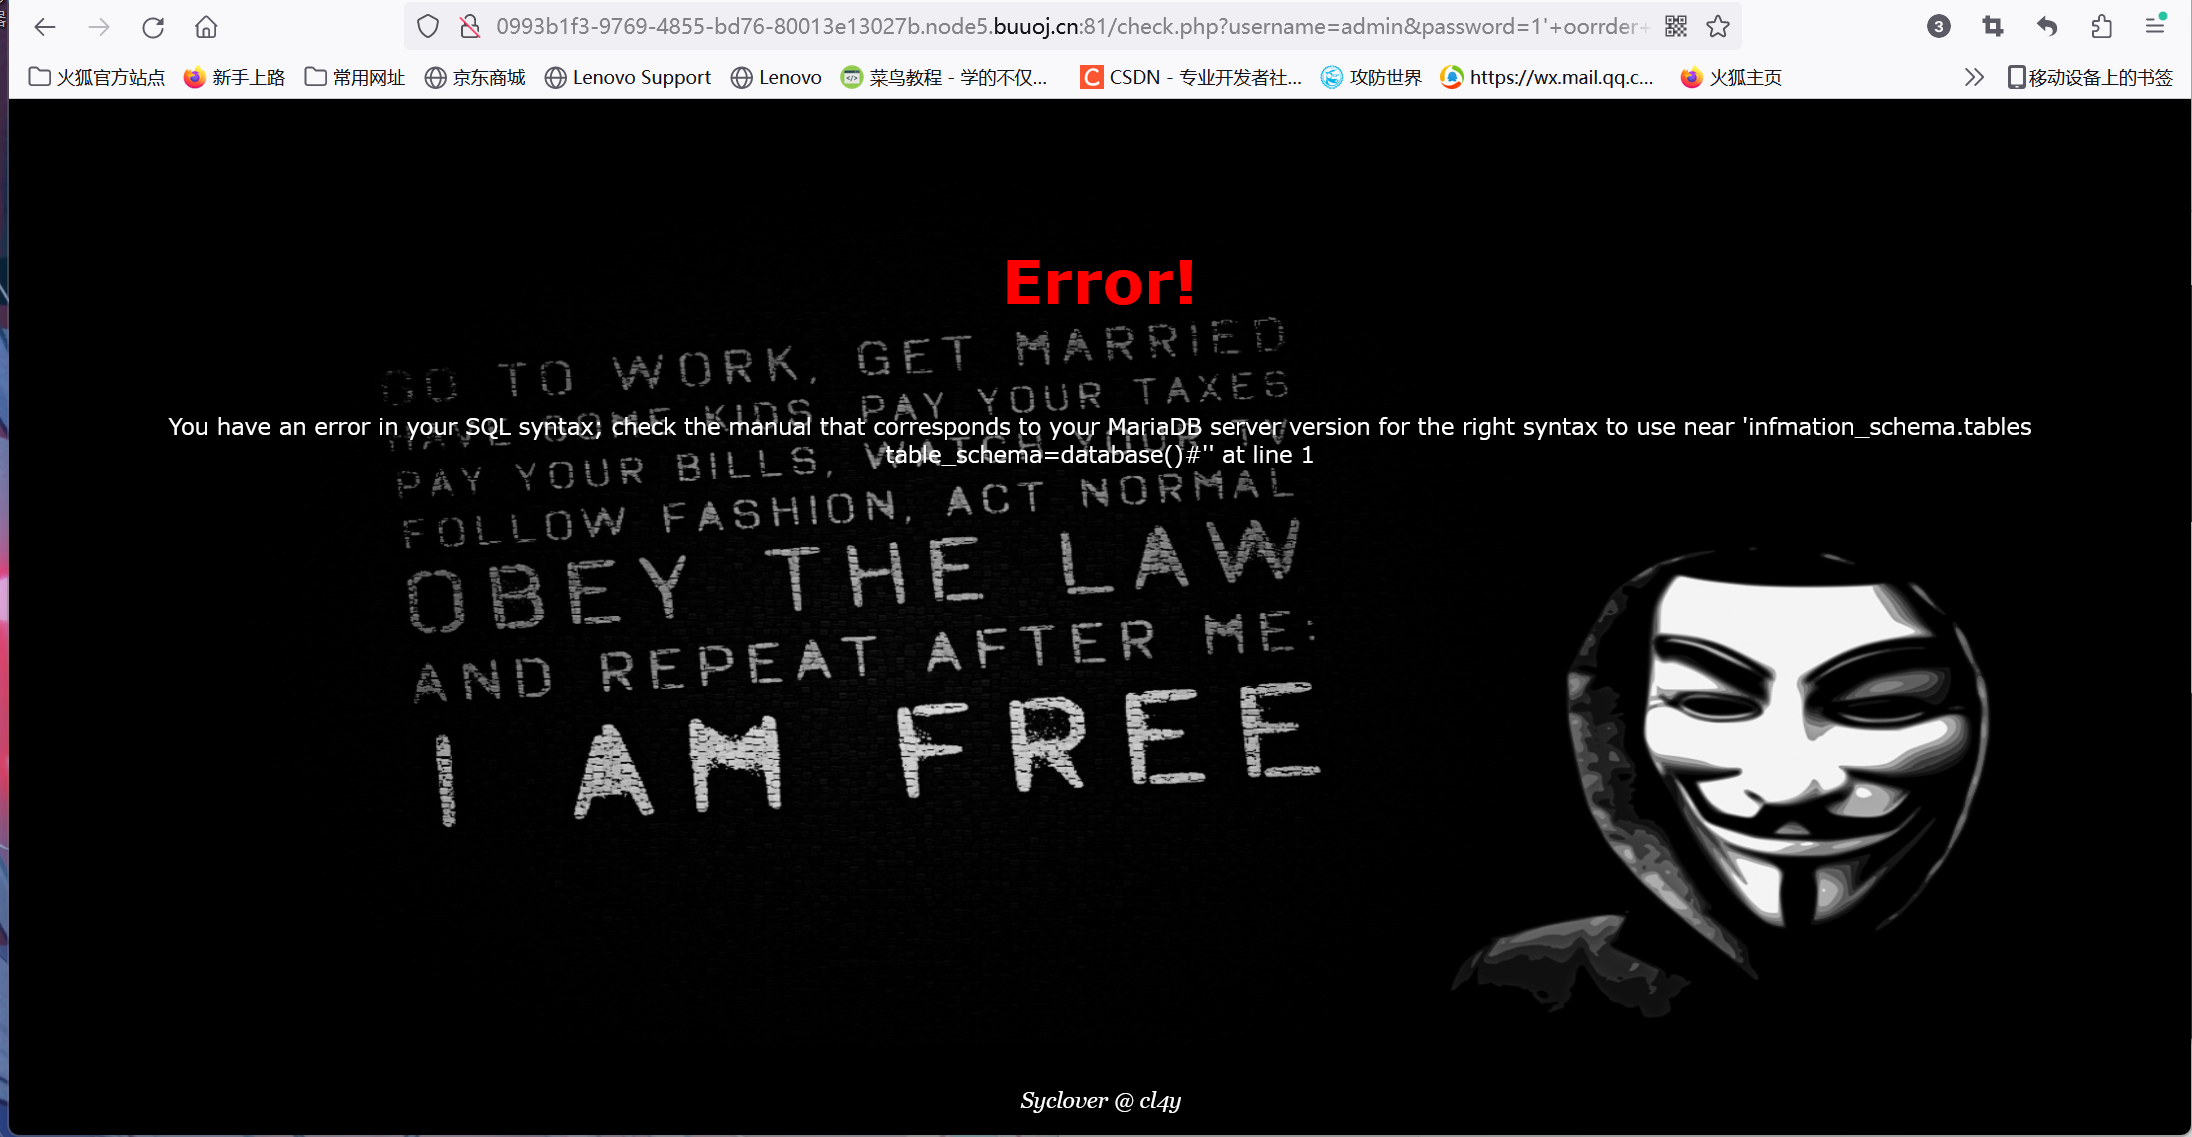 0993b1f3-9769-4855-bd76-80013e13027b.node5.buuoj.cn:81/check.php?username=admin&password=1'+oorrder+
3
火狐官方站点 新手上路 常用网址 京东商城 Lenovo Support Lenovo 菜鸟教程 - 学的不仅... CSDN - 专业开发者社... 攻防世界 https://wx.mail.qq.c... 火狐主页 移动设备上的书签
Error!
GO TO WORK, GET MARRIED
HAVE SOME KIDS, PAY YOUR TAXES
You have an error in your SQL syntax; check the manual that corresponds to your MariaDB server version for the right syntax to use near 'infmation_schema.tables
table_schema=database()#'' at line 1
PAY YOUR BILLS, WATCH YOUR TV
FOLLOW FASHION, ACT NORMAL
OBEY THE LAW
AND REPEAT AFTER ME:
I AM FREE
Syclover @ cl4y